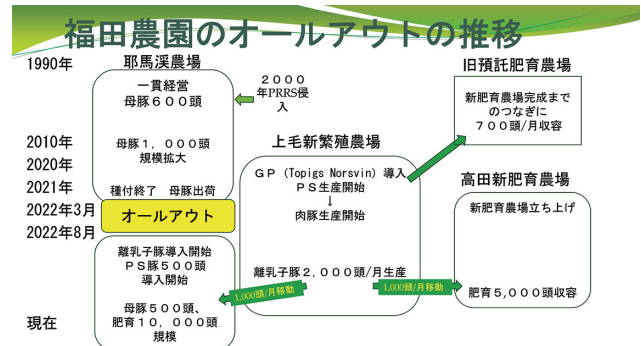 福田農園のオールアウトの推移
1990年
2010年
2020年
2021年
2022年3月
2022年8月
現在
耶馬渓農場
一貫経営
母豚600頭
母豚1,000頭
規模拡大
種付終了　母豚出荷
オールアウト
離乳子豚導入開始
PS豚500頭
導入開始
母豚500頭、
肥育10,000頭
規模
2000
年PRRS侵
入
上毛新繁殖農場
GP (Topigs Norsvin) 導入
PS生産開始
↓
肉豚生産開始
離乳子豚2,000頭/月生産
1,000頭/月移動
1,000頭/月移動
旧預託肥育農場
新肥育農場完成まで
のつなぎに
700頭/月収容
高田新肥育農場
新肥育農場立ち上げ
肥育5,000頭収容